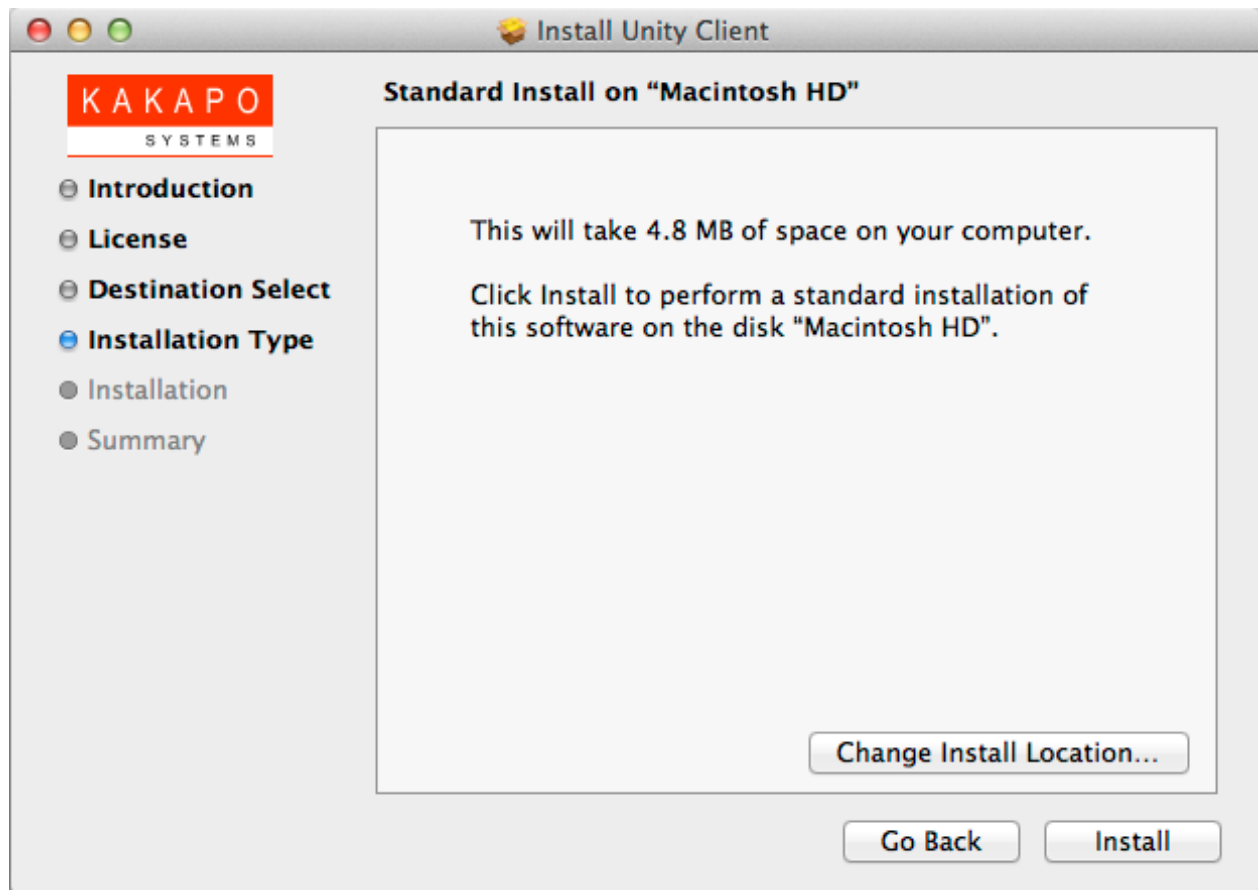 Install Unity Client
KAKAPO
SYSTEMS
Introduction
License
Destination Select
Installation Type
Installation
Summary
Standard Install on “Macintosh HD”
This will take 4.8 MB of space on your computer.
Click Install to perform a standard installation of
this software on the disk “Macintosh HD”.
Change Install Location...
Go Back
Install